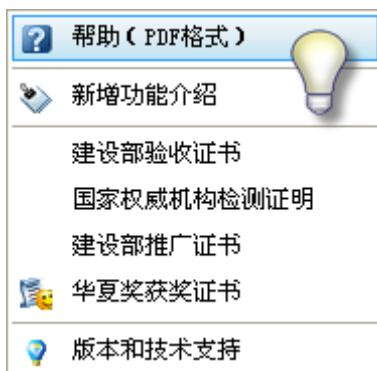 帮助(PDF格式)
新增功能介绍
建设部验收证书
国家权威机构检测证明
建设部推广证书
华夏奖获奖证书
版本和技术支持